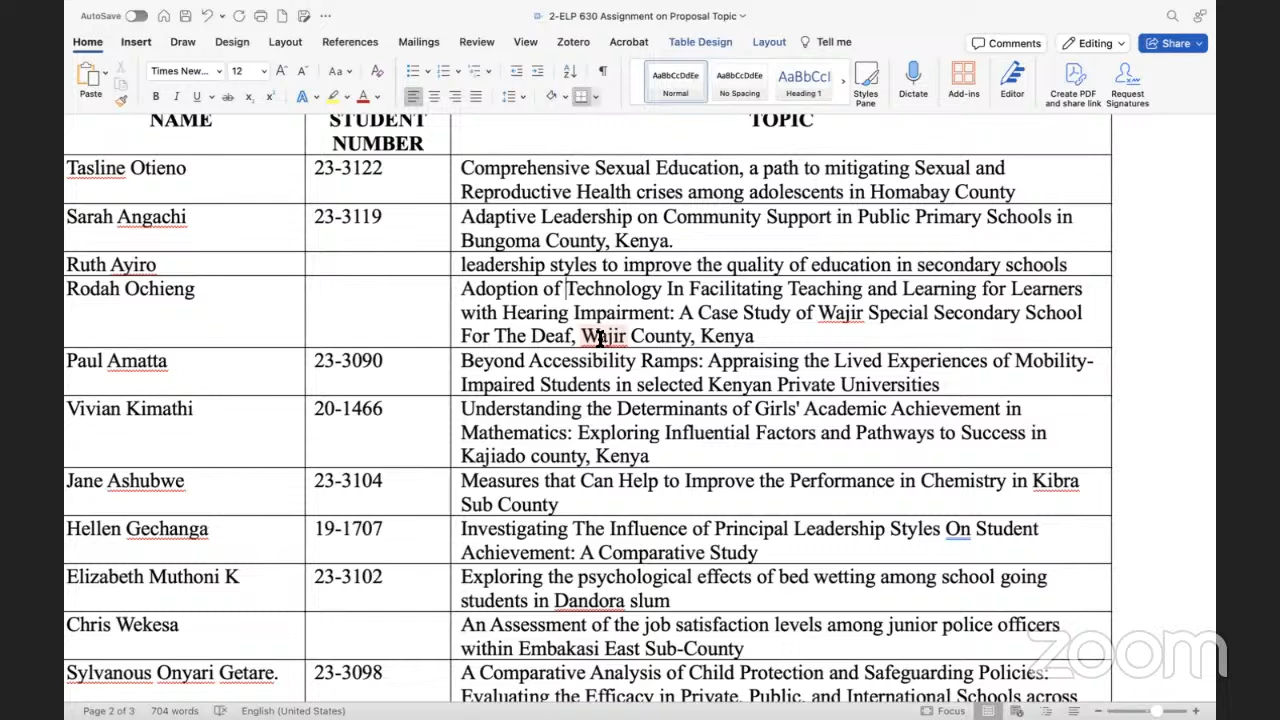 AutoSave
2-ELP 630 Assignment on Proposal Topic
Home Insert Draw Design Layout References Mailings Review View Zotero Acrobat Table Design Layout Tell me
Comments Editing Share
Paste
Times New... 12
AaBbCcDdEe
Normal
AaBbCcDdEe
No Spacing
AaBbCcI
Heading 1
Styles
Pane
Dictate
Add-ins
Editor
Create PDF
and share link
Request
Signatures
NAME STUDENT NUMBER TOPIC
Tasline Otieno 23-3122 Comprehensive Sexual Education, a path to mitigating Sexual and
Reproductive Health crises among adolescents in Homabay County
Sarah Angachi 23-3119 Adaptive Leadership on Community Support in Public Primary Schools in
Bungoma County, Kenya.
Ruth Ayiro leadership styles to improve the quality of education in secondary schools
Rodah Ochieng Adoption of Technology In Facilitating Teaching and Learning for Learners
with Hearing Impairment: A Case Study of Wajir Special Secondary School
For The Deaf, Wajir County, Kenya
Paul Amatta 23-3090 Beyond Accessibility Ramps: Appraising the Lived Experiences of Mobility-
Impaired Students in selected Kenyan Private Universities
Vivian Kimathi 20-1466 Understanding the Determinants of Girls' Academic Achievement in
Mathematics: Exploring Influential Factors and Pathways to Success in
Kajiado county, Kenya
Jane Ashubwe 23-3104 Measures that Can Help to Improve the Performance in Chemistry in Kibra
Sub County
Hellen Gechanga 19-1707 Investigating The Influence of Principal Leadership Styles On Student
Achievement: A Comparative Study
Elizabeth Muthoni K 23-3102 Exploring the psychological effects of bed wetting among school going
students in Dandora slum
Chris Wekesa An Assessment of the job satisfaction levels among junior police officers
within Embakasi East Sub-County
Sylvanous Onyari Getare. 23-3098 A Comparative Analysis of Child Protection and Safeguarding Policies:
Evaluating the Efficacy in Private, Public, and International Schools across
zoom
Page 2 of 3 704 words English (United States) Focus